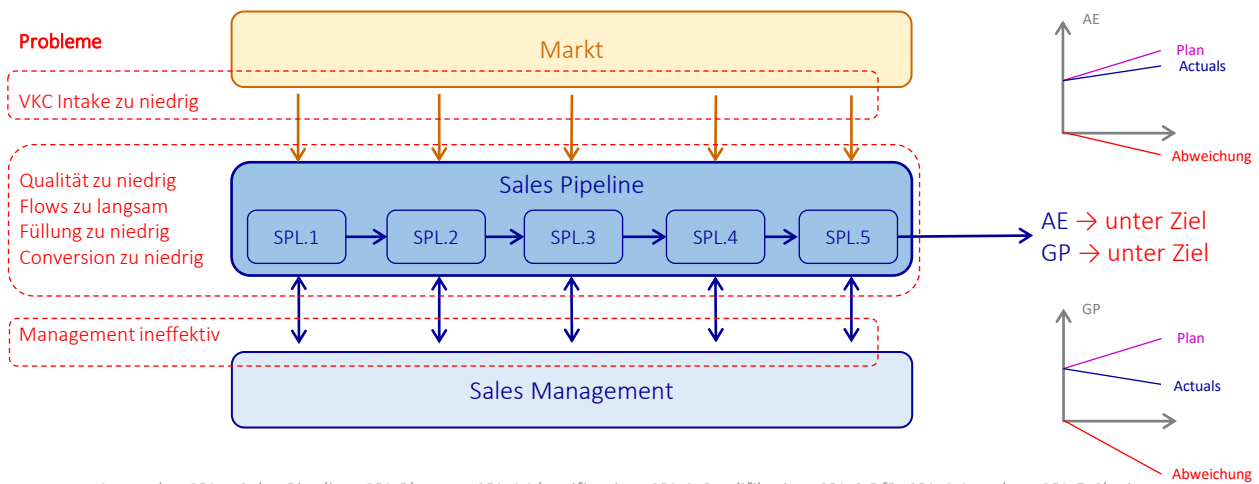 Probleme
Markt
VKC Intake zu niedrig
Qualität zu niedrig
Flows zu langsam
Füllung zu niedrig
Conversion zu niedrig
Sales Pipeline
SPL.1
SPL.2
SPL.3
SPL.4
SPL.5
Management ineffektiv
Sales Management
AE
Plan
Actuals
Abweichung
AE → unter Ziel
GP → unter Ziel
GP
Plan
Actuals
Abweichung